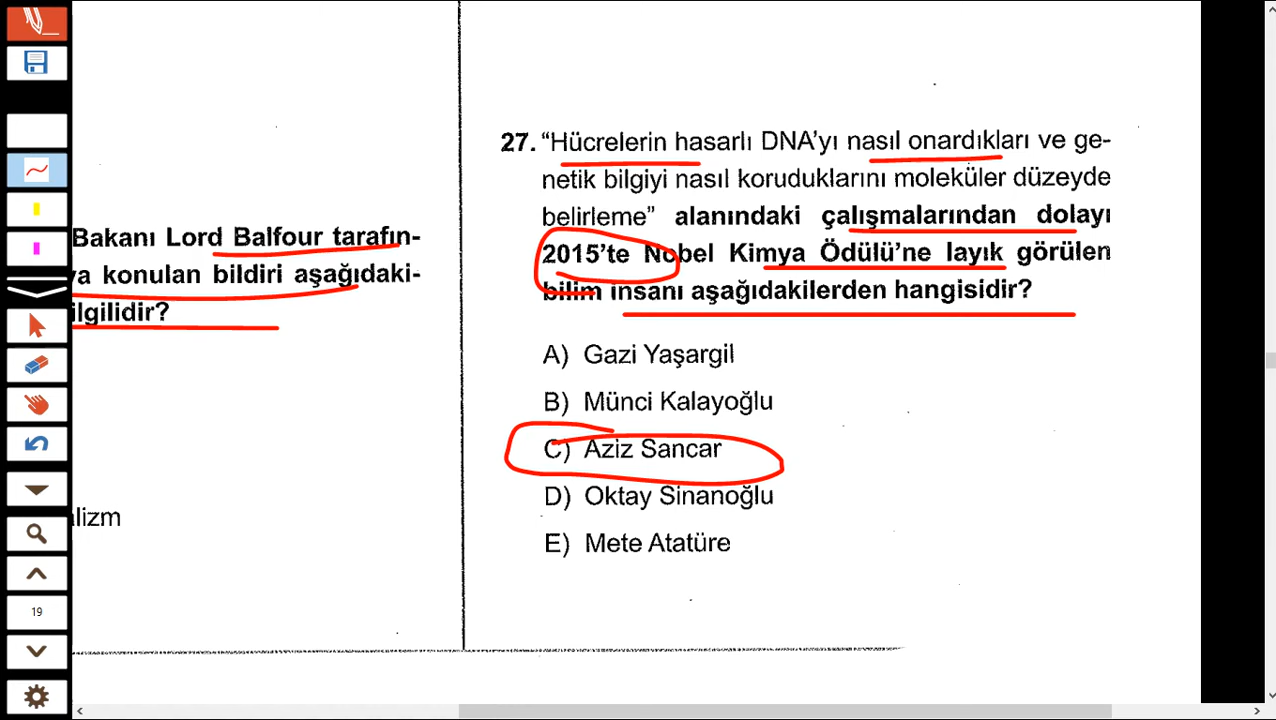 Bakanı Lord Balfour tarafın-
ya konulan bildiri aşağıdaki-
ilgilidir?
alizm
27. “Hücrelerin hasarlı DNA’yı nasıl onardıkları ve ge-
netik bilgiyi nasıl koruduklarını moleküler düzeyde
belirleme” alanındaki çalışmalarından dolayı
2015’te Nobel Kimya Ödülü’ne layık görülen
bilim insanı aşağıdakilerden hangisidir?
A) Gazi Yaşargil
B) Münci Kalayoğlu
C) Aziz Sancar
D) Oktay Sinanoğlu
E) Mete Atatüre
19